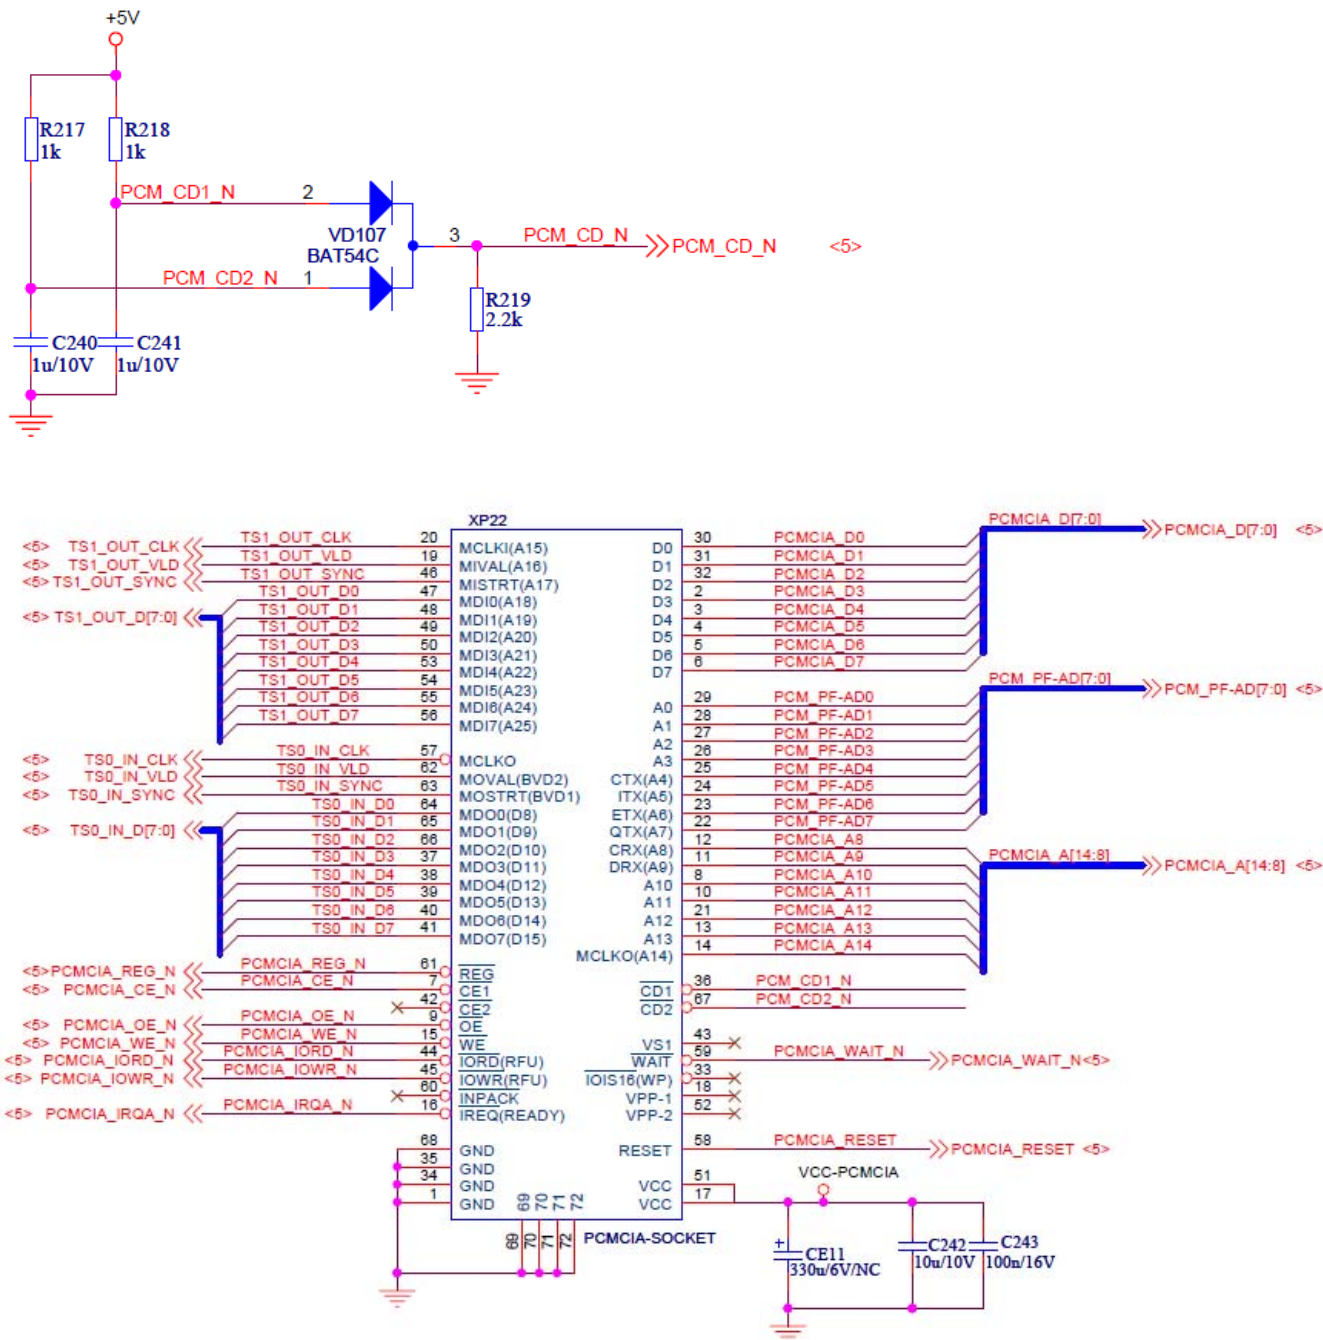 +5V
R217
1k
R218
1k
PCM_CD1_N 2
VD107
BAT54C
3 PCM_CD_N PCM_CD_N <5>
PCM_CD2_N 1
R219
2.2k
C240 C241
1u/10V 1u/10V
XP22
<5> TS1_OUT_CLK TS1_OUT_CLK 20 MCLKI(A15)
<5> TS1_OUT_VLD TS1_OUT_VLD 19 MIVAL(A16)
<5> TS1_OUT_SYNC TS1_OUT_SYNC 46 MISTRT(A17)
TS1_OUT_D0 47 MDI0(A18)
<5> TS1_OUT_D[7:0] TS1_OUT_D1 48 MDI1(A19)
TS1_OUT_D2 49 MDI2(A20)
TS1_OUT_D3 50 MDI3(A21)
TS1_OUT_D4 53 MDI4(A22)
TS1_OUT_D5 54 MDI5(A23)
TS1_OUT_D6 55 MDI6(A24)
TS1_OUT_D7 56 MDI7(A25)
<5> TS0_IN_CLK TS0_IN_CLK 57 MCLKO
<5> TS0_IN_VLD TS0_IN_VLD 62 MOVAL(BVD2)
<5> TS0_IN_SYNC TS0_IN_SYNC 63 MOSTRT(BVD1)
TS0_IN_D0 64 MDO0(D8)
<5> TS0_IN_D[7:0] TS0_IN_D1 65 MDO1(D9)
TS0_IN_D2 66 MDO2(D10)
TS0_IN_D3 37 MDO3(D11)
TS0_IN_D4 38 MDO4(D12)
TS0_IN_D5 39 MDO5(D13)
TS0_IN_D6 40 MDO6(D14)
TS0_IN_D7 41 MDO7(D15)
<5> PCMCIA_REG_N PCMCIA_REG_N 61 REG
<5> PCMCIA_CE_N PCMCIA_CE_N 7 CE1
42 CE2
<5> PCMCIA_OE_N PCMCIA_OE_N 9 OE
<5> PCMCIA_WE_N PCMCIA_WE_N 15 WE
<5> PCMCIA_IORD_N PCMCIA_IORD_N 44 IORD(RFU)
<5> PCMCIA_IOWR_N PCMCIA_IOWR_N 45 IOWR(RFU)
60 INPACK
<5> PCMCIA_IRQA_N PCMCIA_IRQA_N 16 IREQ(READY)
68 GND
35 GND
34 GND
1 GND
69 70 71 72
69 70 71 72
PCMCIA-SOCKET
D0 30 PCMCIA_D0 PCMCIA_D[7:0] PCMCIA_D[7:0] <5>
D1 31 PCMCIA_D1
D2 32 PCMCIA_D2
D3 2 PCMCIA_D3
D4 3 PCMCIA_D4
D5 4 PCMCIA_D5
D6 5 PCMCIA_D6
D7 6 PCMCIA_D7
A0 29 PCM_PF-AD0 PCM_PF-AD[7:0] PCM_PF-AD[7:0] <5>
A1 28 PCM_PF-AD1
A2 27 PCM_PF-AD2
A3 26 PCM_PF-AD3
CTX(A4) 25 PCM_PF-AD4
ITX(A5) 24 PCM_PF-AD5
ETX(A6) 23 PCM_PF-AD6
QTX(A7) 22 PCM_PF-AD7
CRX(A8) 12 PCMCIA_A8
DRX(A9) 11 PCMCIA_A9 PCMCIA_A[14:8] PCMCIA_A[14:8] <5>
A10 8 PCMCIA_A10
A11 10 PCMCIA_A11
A12 21 PCMCIA_A12
A13 13 PCMCIA_A13
MCLKO(A14) 14 PCMCIA_A14
CD1 36 PCM_CD1_N
CD2 67 PCM_CD2_N
VS1 43
WAIT 59 PCMCIA_WAIT_N PCMCIA_WAIT_N<5>
IOIS16(WP) 33
VPP-1 18
VPP-2 52
RESET 58 PCMCIA_RESET PCMCIA_RESET <5>
VCC 51 VCC-PCMCIA
VCC 17
+ CE11
330u/6V/NC
C242
10u/10V
C243
100n/16V